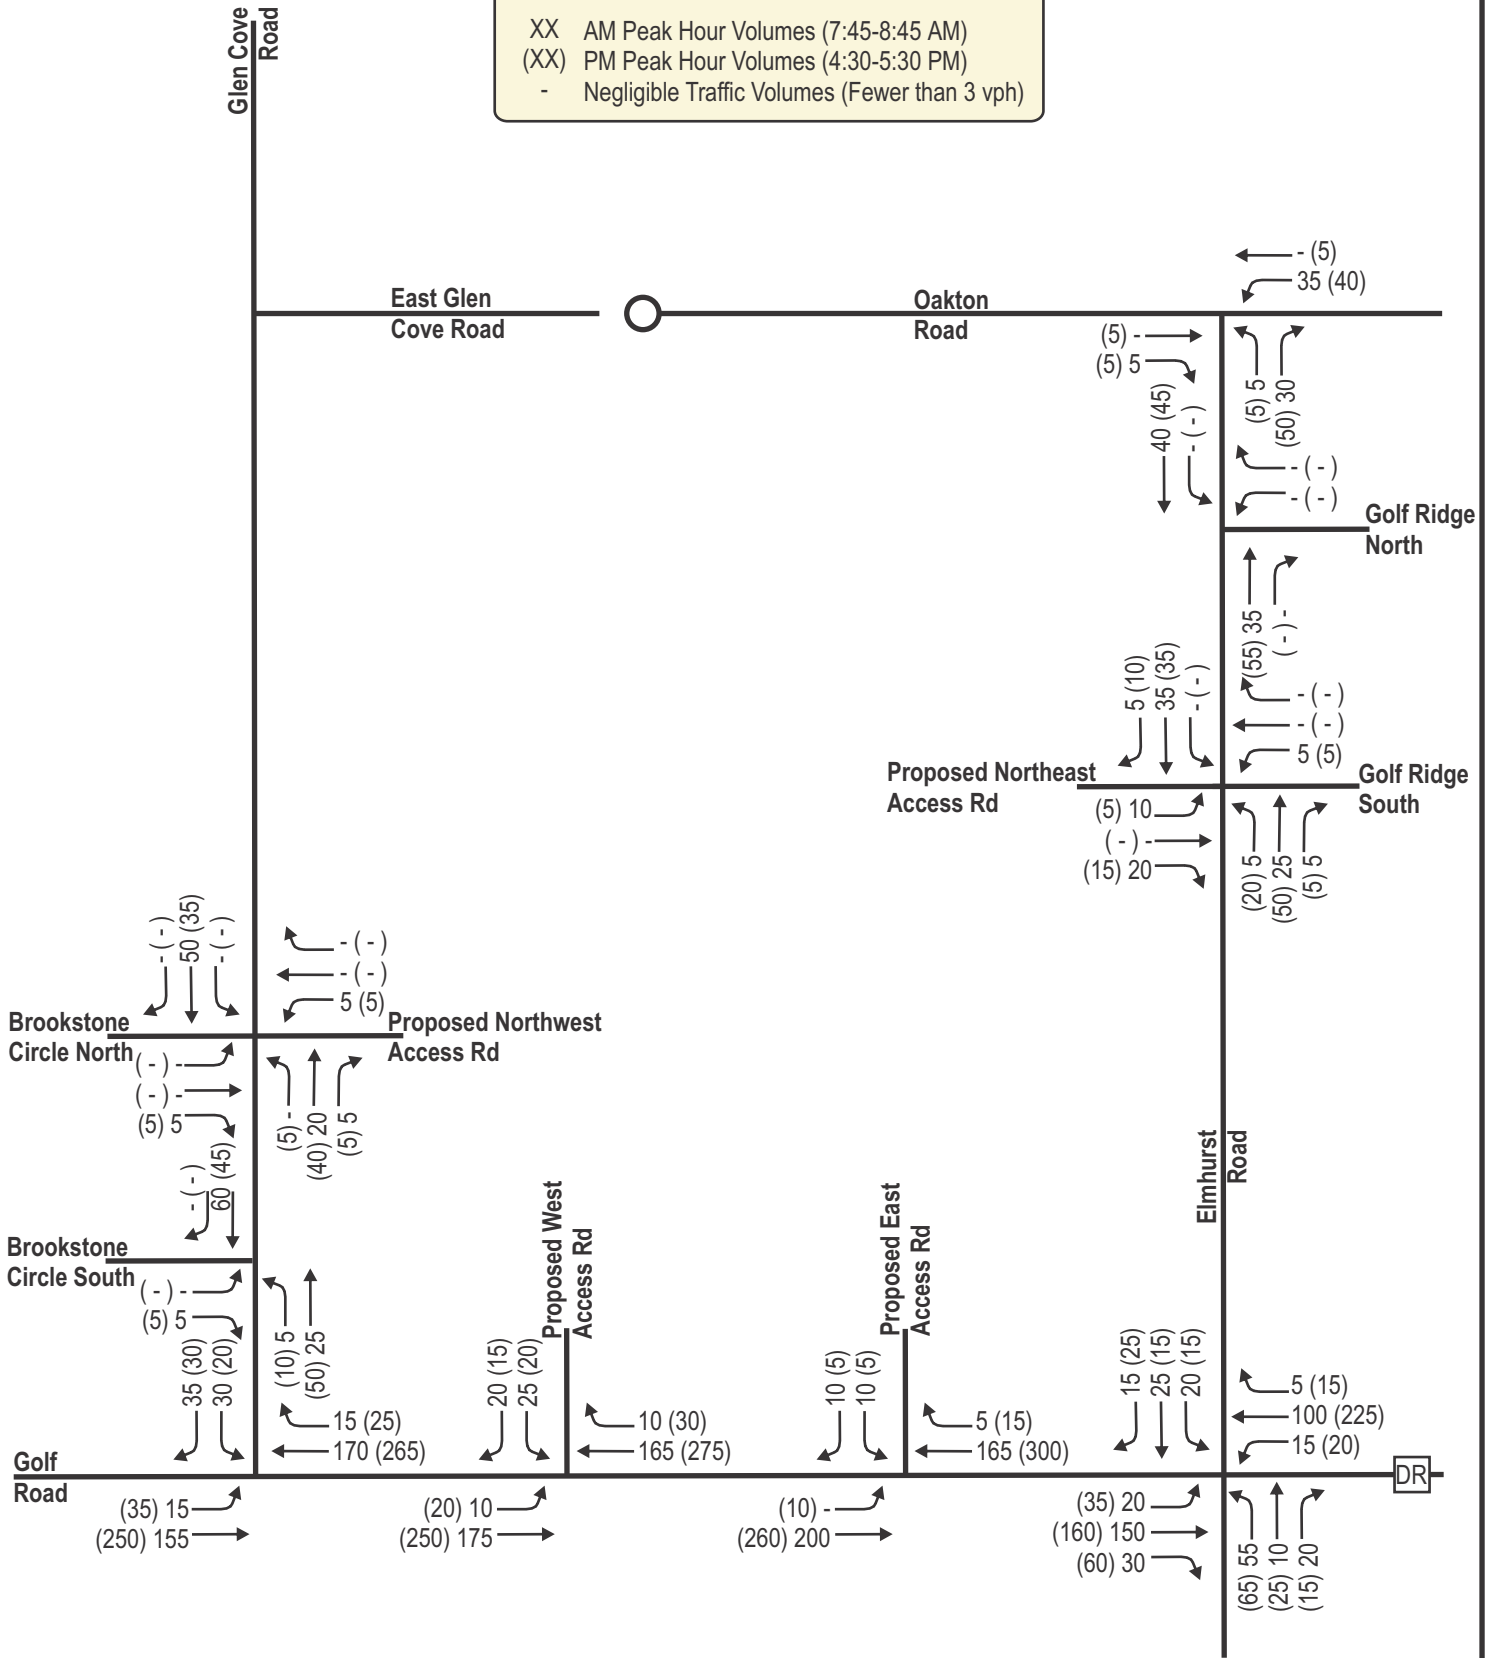 XX AM Peak Hour Volumes (7:45-8:45 AM)
(XX) PM Peak Hour Volumes (4:30-5:30 PM)
- Negligible Traffic Volumes (Fewer than 3 vph)
Glen Cove
Road
East Glen
Cove Road
Oakton
Road
- (5)
35 (40)
(5) -
(5) 5
(5) 5
(50) 30
40 (45)
- ( - )
- ( - )
- ( - )
Golf Ridge
North
(55) 35
( - ) -
5 (10)
35 (35)
- ( - )
- ( - )
- ( - )
5 (5)
Proposed Northeast
Access Rd
Golf Ridge
South
(5) 10
( - ) -
(15) 20
(20) 5
(50) 25
(5) 5
- ( - )
50 (35)
- ( - )
- ( - )
- ( - )
5 (5)
Brookstone
Circle North
Proposed Northwest
Access Rd
( - ) -
( - ) -
(5) 5
(5) -
(40) 20
(5) 5
- ( - )
60 (45)
Brookstone
Circle South
( - ) -
(5) 5
(10) 5
(50) 25
Proposed West
Access Rd
Proposed East
Access Rd
Elmhurst
Road
35 (30)
30 (20)
15 (25)
170 (265)
20 (15)
25 (20)
10 (30)
165 (275)
10 (5)
10 (5)
5 (15)
165 (300)
15 (25)
25 (15)
20 (15)
5 (15)
100 (225)
15 (20)
Golf
Road
DR
(35) 15
(250) 155
(20) 10
(250) 175
(10) -
(260) 200
(35) 20
(160) 150
(60) 30
(65) 55
(25) 10
(15) 20